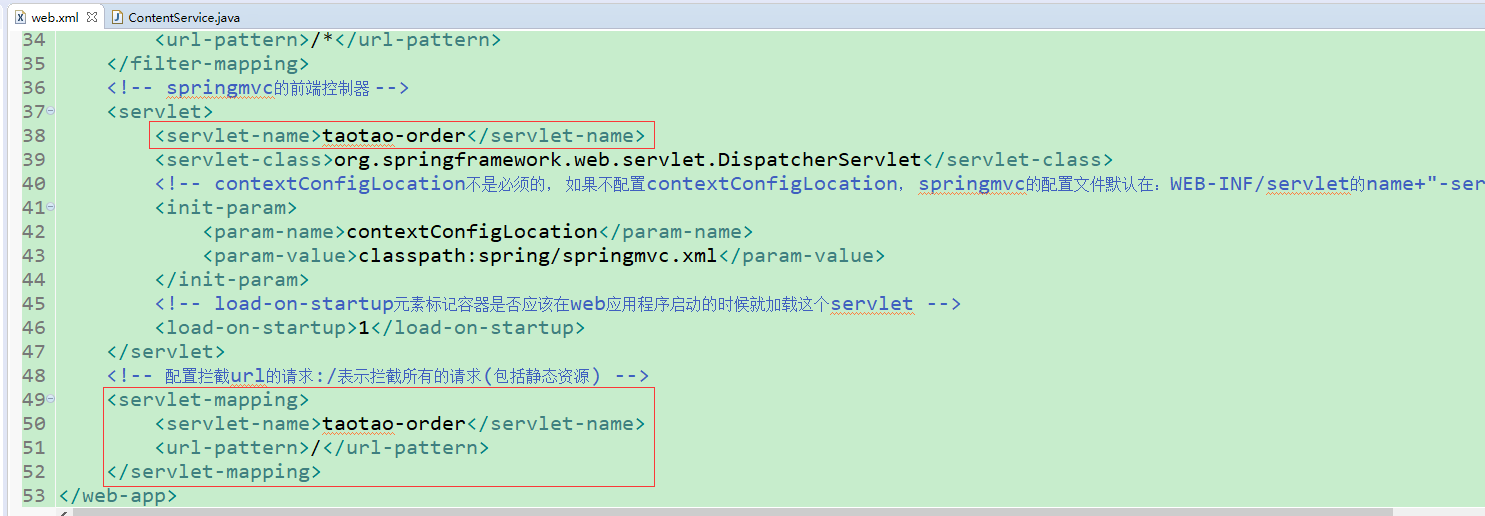 web.xml ContentService.java
34 <url-pattern>/*</url-pattern>
35 </filter-mapping>
36 <!-- springmvc的前端控制器 -->
37 <servlet>
38 <servlet-name>taotao-order</servlet-name>
39 <servlet-class>org.springframework.web.servlet.DispatcherServlet</servlet-class>
40 <!-- contextConfigLocation不是必须的, 如果不配置contextConfigLocation, springmvc的配置文件默认在:WEB-INF/servlet的name+"-ser
41 <init-param>
42 <param-name>contextConfigLocation</param-name>
43 <param-value>classpath:spring/springmvc.xml</param-value>
44 </init-param>
45 <!-- load-on-startup元素标记容器是否应该在web应用程序启动的时候就加载这个servlet -->
46 <load-on-startup>1</load-on-startup>
47 </servlet>
48 <!-- 配置拦截url的请求:/表示拦截所有的请求(包括静态资源) -->
49 <servlet-mapping>
50 <servlet-name>taotao-order</servlet-name>
51 <url-pattern>/</url-pattern>
52 </servlet-mapping>
53 </web-app>